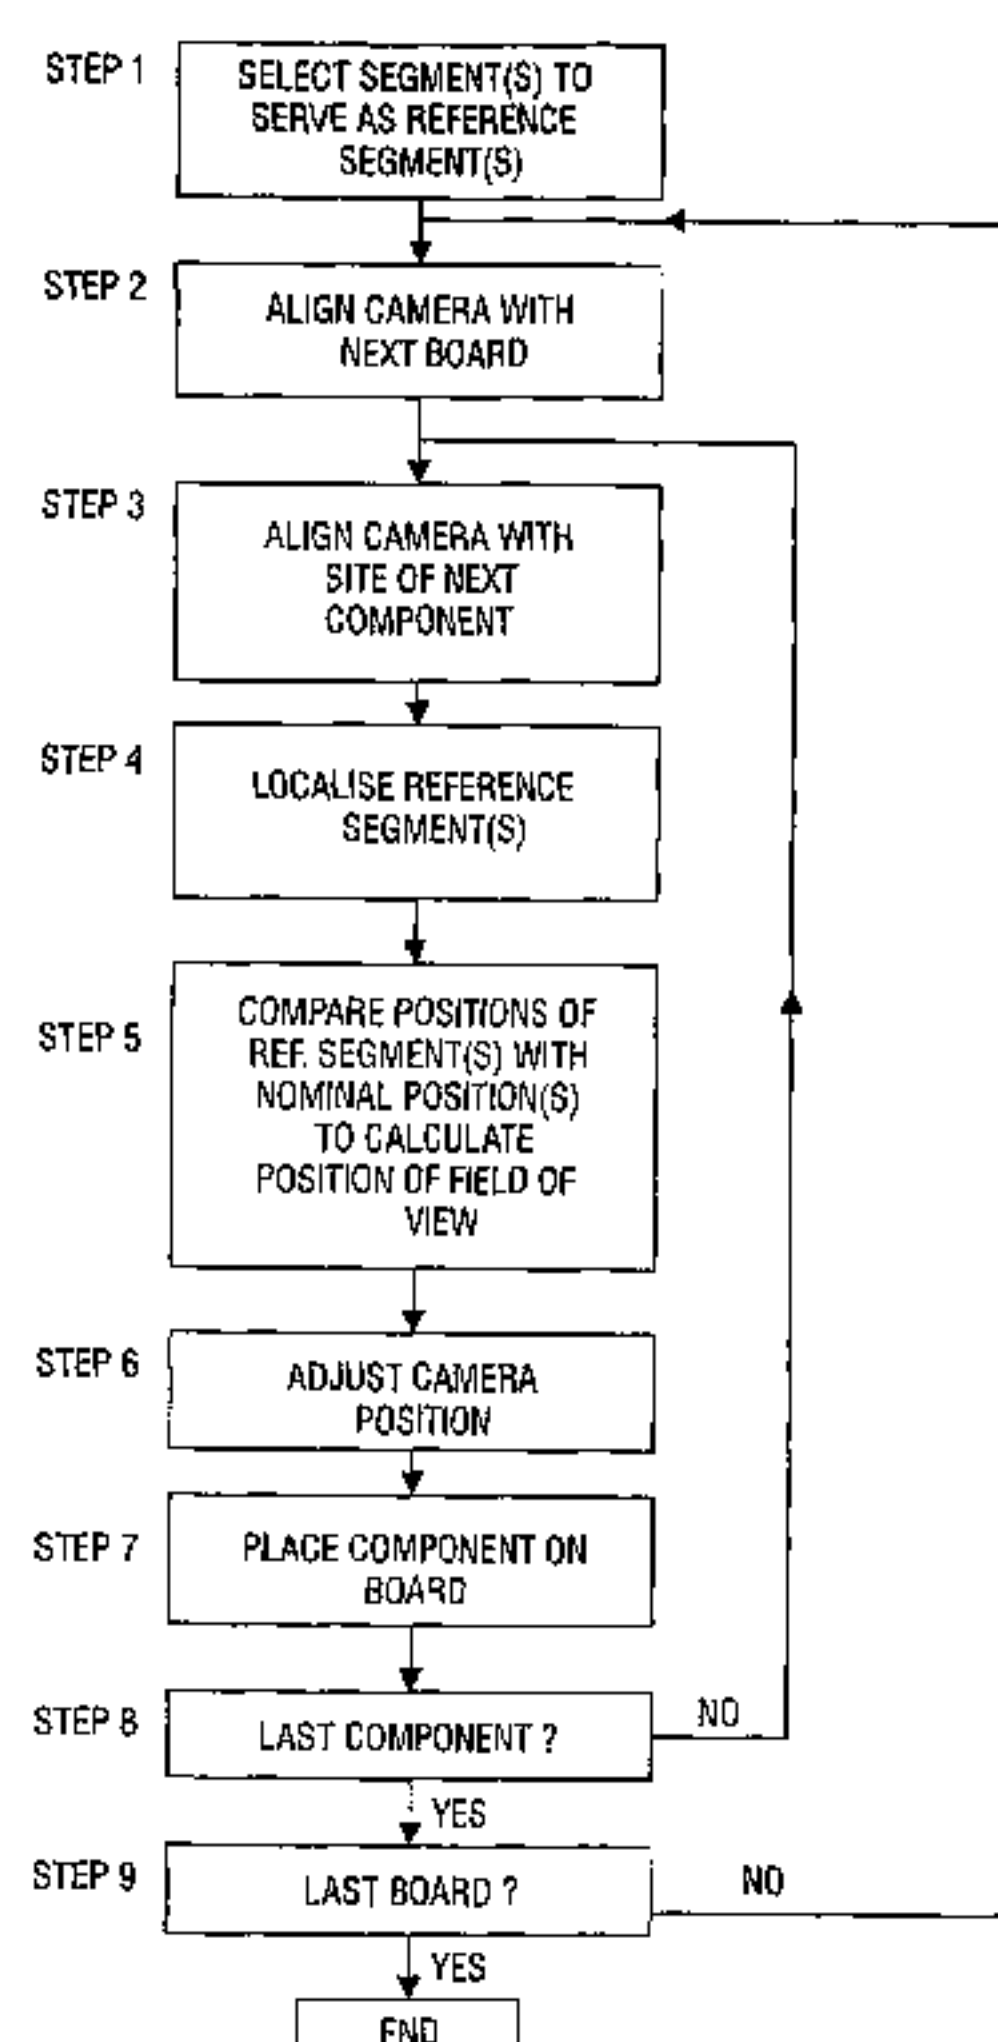 STEP 1
SELECT SEGMENT(S) TO
SERVE AS REFERENCE
SEGMENT(S)
STEP 2
ALIGN CAMERA WITH
NEXT BOARD
STEP 3
ALIGN CAMERA WITH
SITE OF NEXT
COMPONENT
STEP 4
LOCALISE REFERENCE
SEGMENT(S)
STEP 5
COMPARE POSITIONS OF
REF. SEGMENT(S) WITH
NOMINAL POSITION(S)
TO CALCULATE
POSITION OF FIELD OF
VIEW
STEP 6
ADJUST CAMERA
POSITION
STEP 7
PLACE COMPONENT ON
BOARD
STEP 8
LAST COMPONENT ?
NO
YES
STEP 9
LAST BOARD ?
NO
YES
END